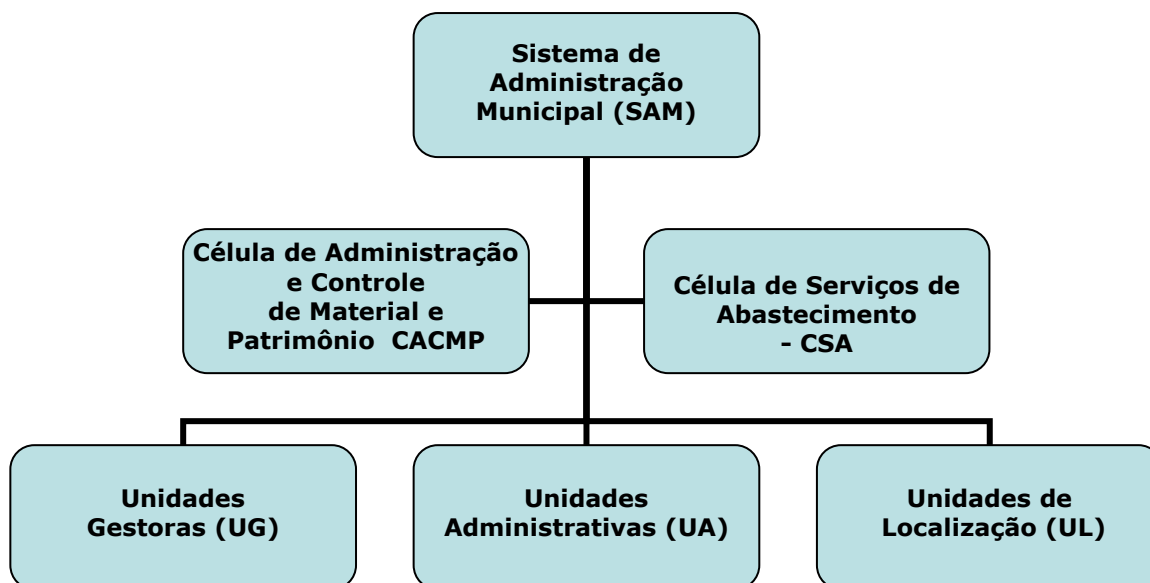 Sistema de
Administração
Municipal (SAM)
Célula de Administração
e Controle
de Material e
Patrimônio CACMP
Célula de Serviços de
Abastecimento
- CSA
Unidades
Gestoras (UG)
Unidades
Administrativas (UA)
Unidades de
Localização (UL)